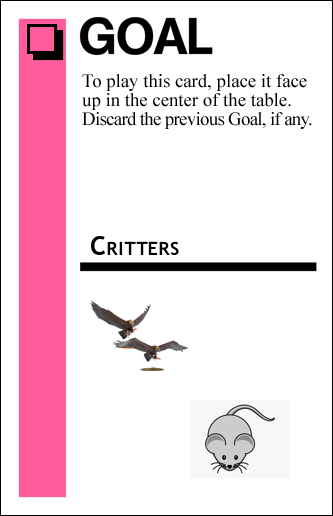 GOAL
To play this card, place it face
up in the center of the table.
Discard the previous Goal, if any.
CRITTERS